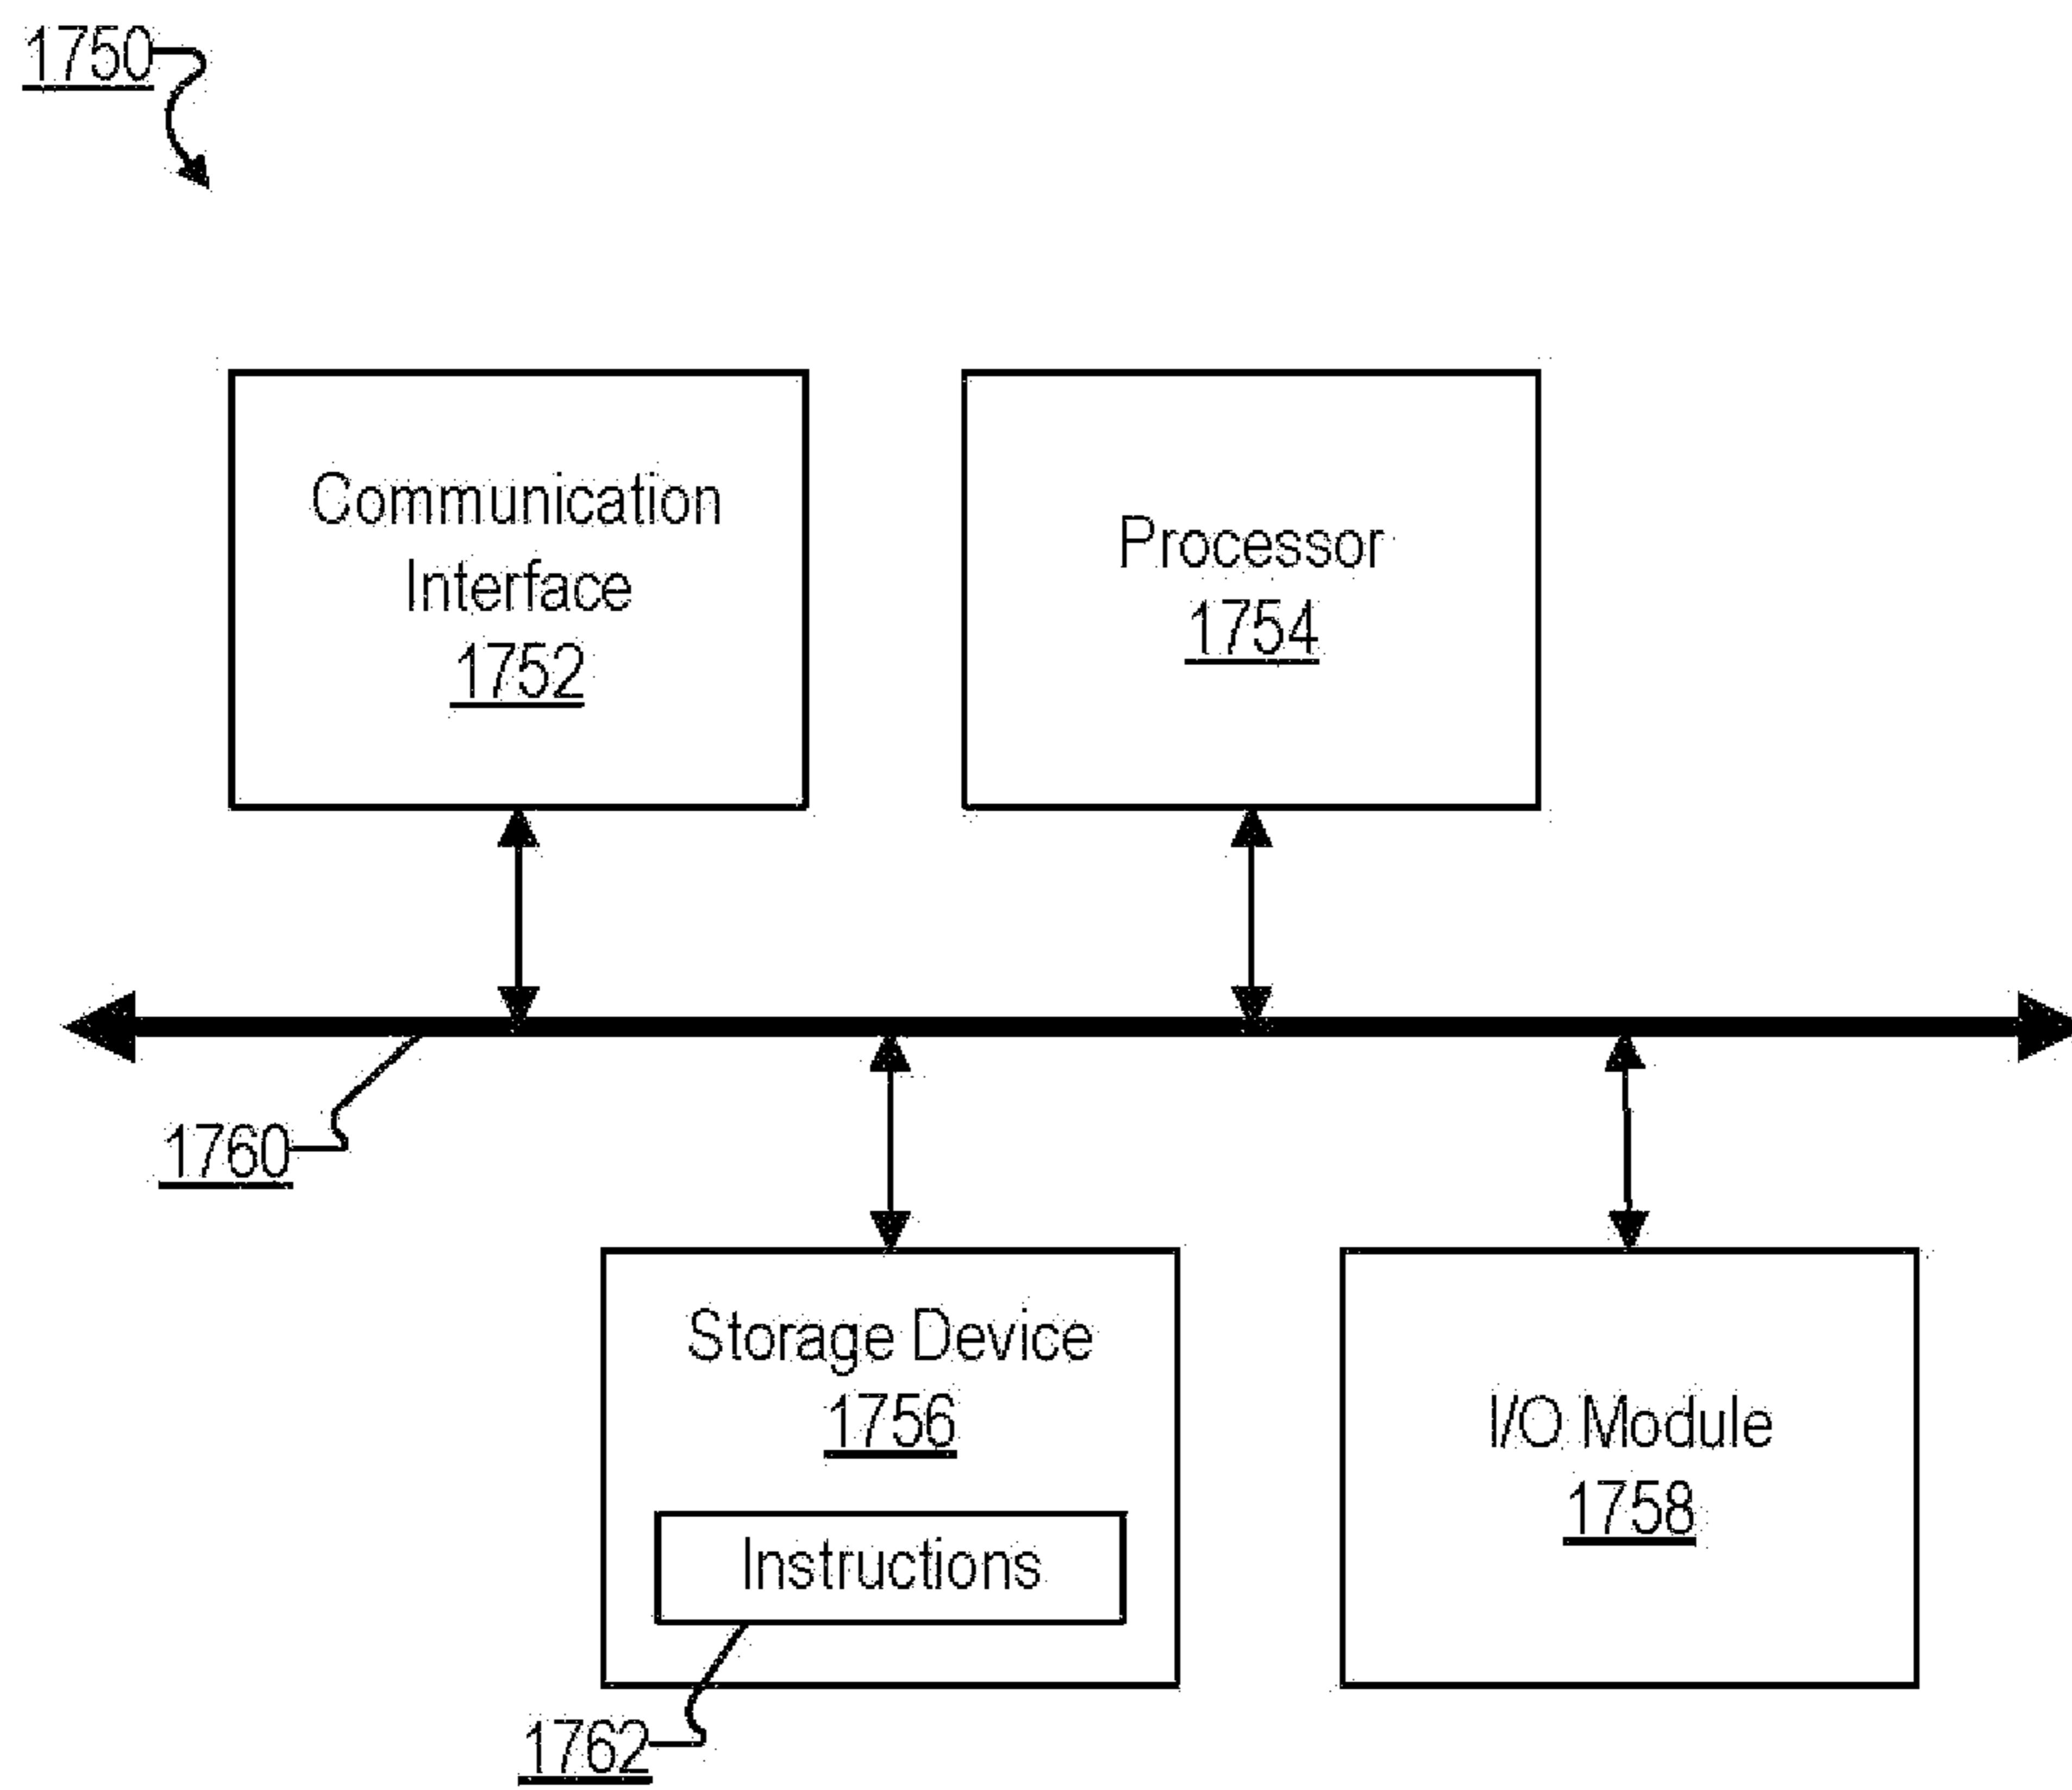 1750
Communication
Interface
1752
Processor
1754
1760
Storage Device
1756
Instructions
1762
I/O Module
1758